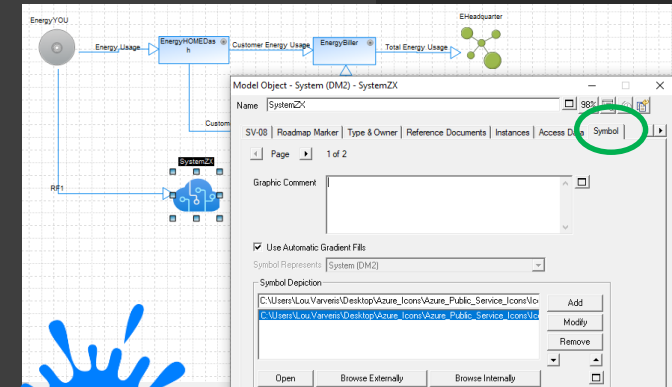 EnergyYOU
EHeadquarter
Energy Usage
EnergyHOMEDas
h
Customer Energy Usage
EnergyBiller
Total Energy Usage
Model Object - System (DM2) - SystemZX
Name SystemZX
98%
Custom
SV-08 Roadmap Marker Type & Owner Reference Documents Instances Access Da a Symbol
Page 1 of 2
SystemZX
RF1
Graphic Comment
Use Automatic Gradient Fills
Symbol Represents System (DM2)
Symbol Depiction
C:\Users\Lou.Varveris\Desktop\Azure_Icons\Azure_Public_Service_Icons\Ico
C:\Users\Lou.Varveris\Desktop\Azure_Icons\Azure_Public_Service_Icons\Ico
Add
Modify
Remove
Open Browse Externally Browse Internally